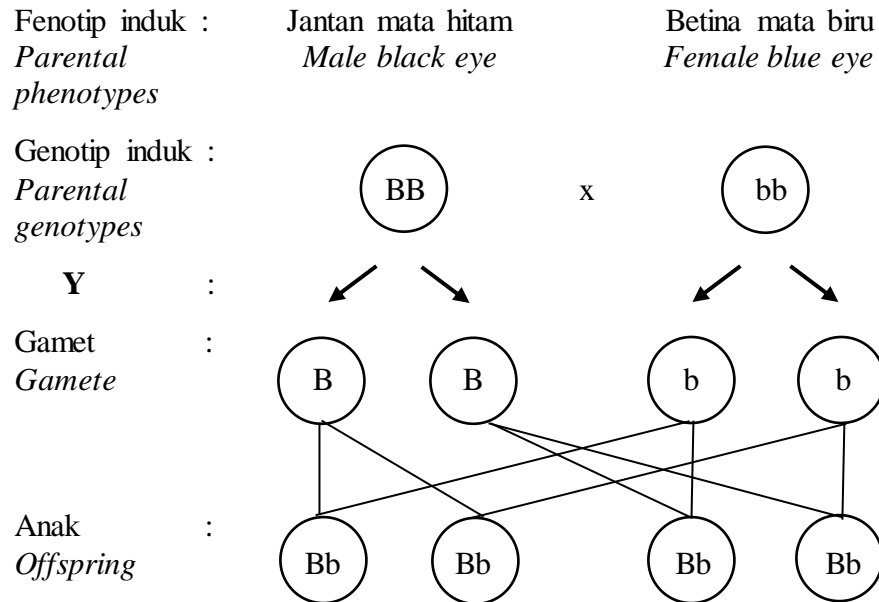 Fenotip induk : Jantan mata hitam Betina mata biru
Parental Male black eye Female blue eye
phenotypes
Genotip induk :
Parental BB x bb
genotypes
Y :
Gamet :
Gamete B B b b
Anak :
Offspring Bb Bb Bb Bb